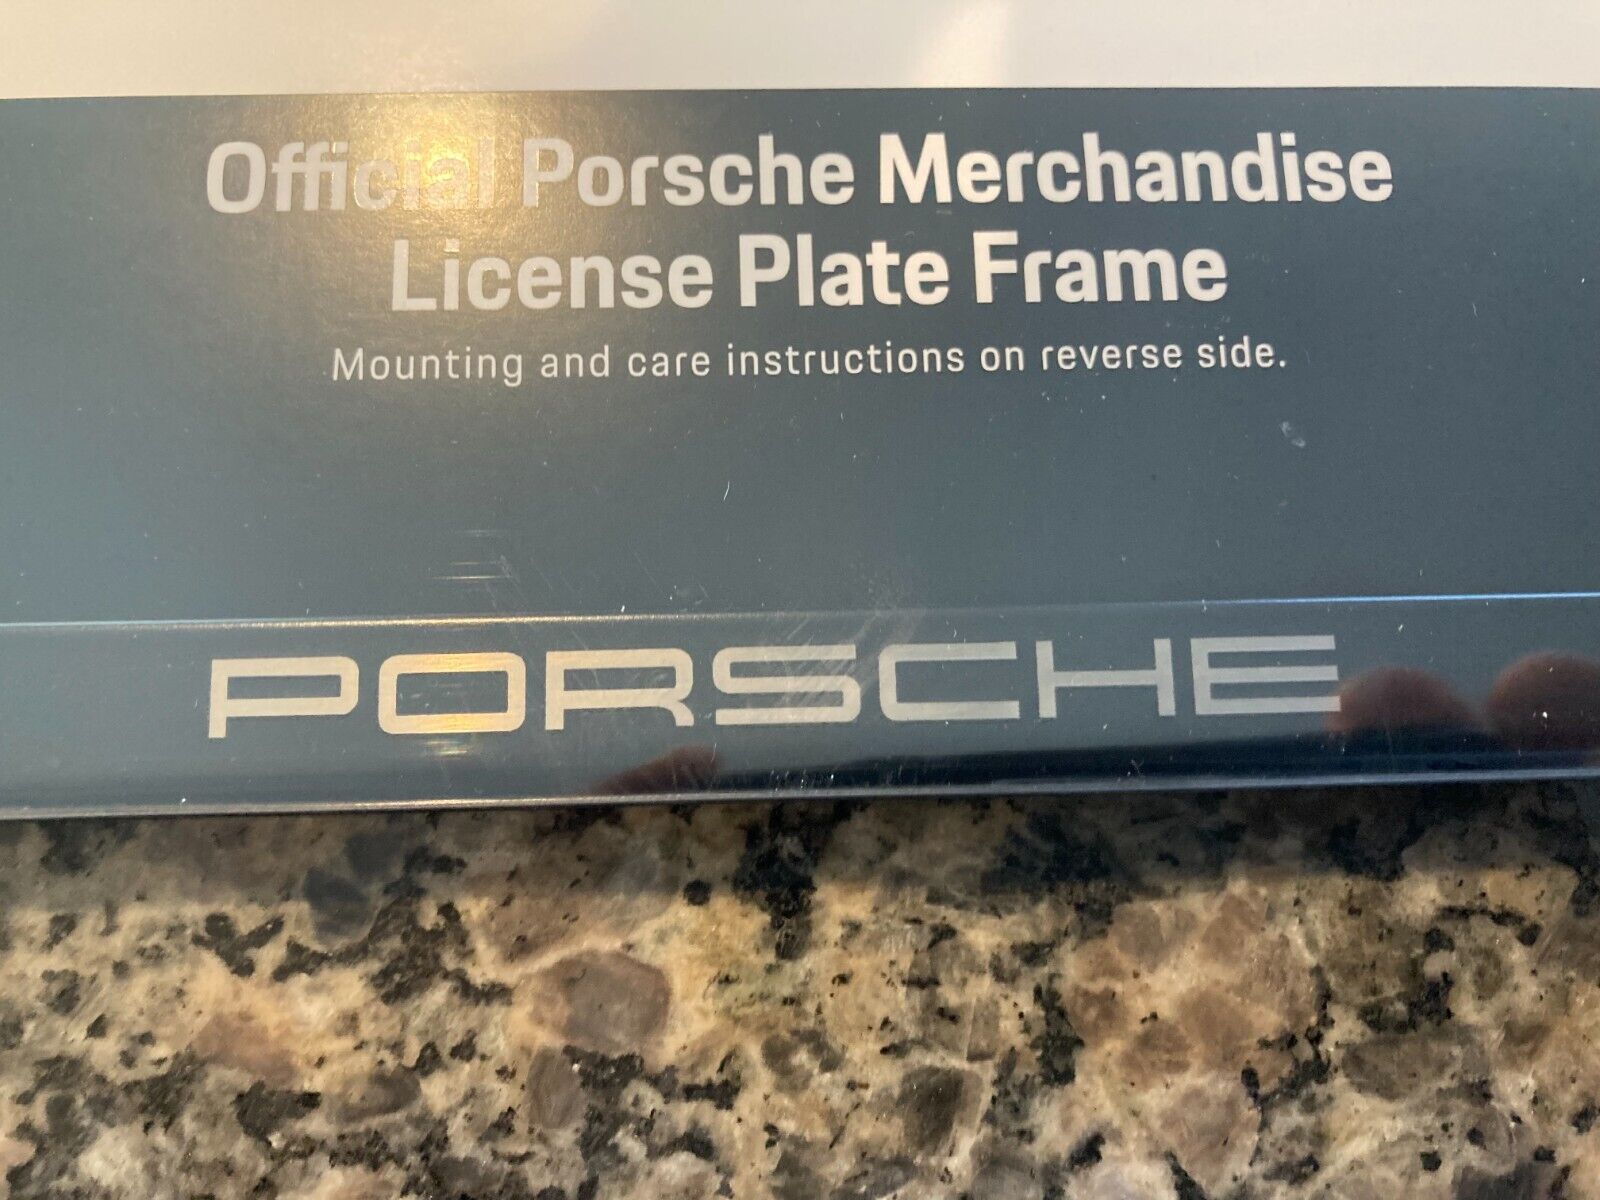 Official Porsche Merchandise
License Plate Frame
Mounting and care instructions on reverse side.
PORSCHE